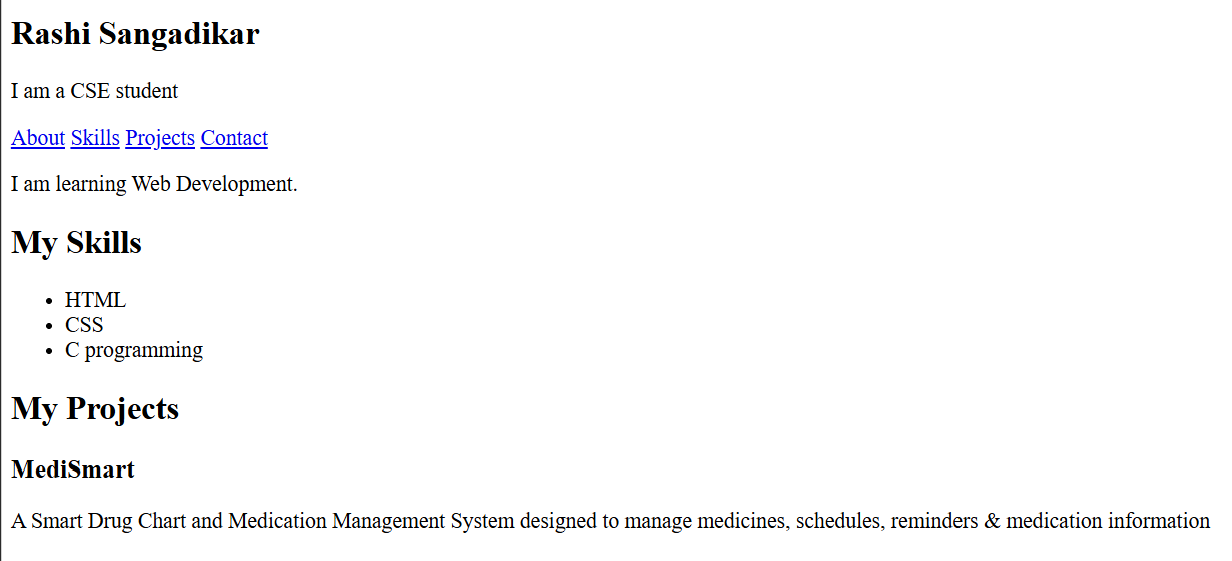 Rashi Sangadikar
I am a CSE student
About Skills Projects Contact
I am learning Web Development.
My Skills
HTML
CSS
C programming
My Projects
MediSmart
A Smart Drug Chart and Medication Management System designed to manage medicines, schedules, reminders & medication information